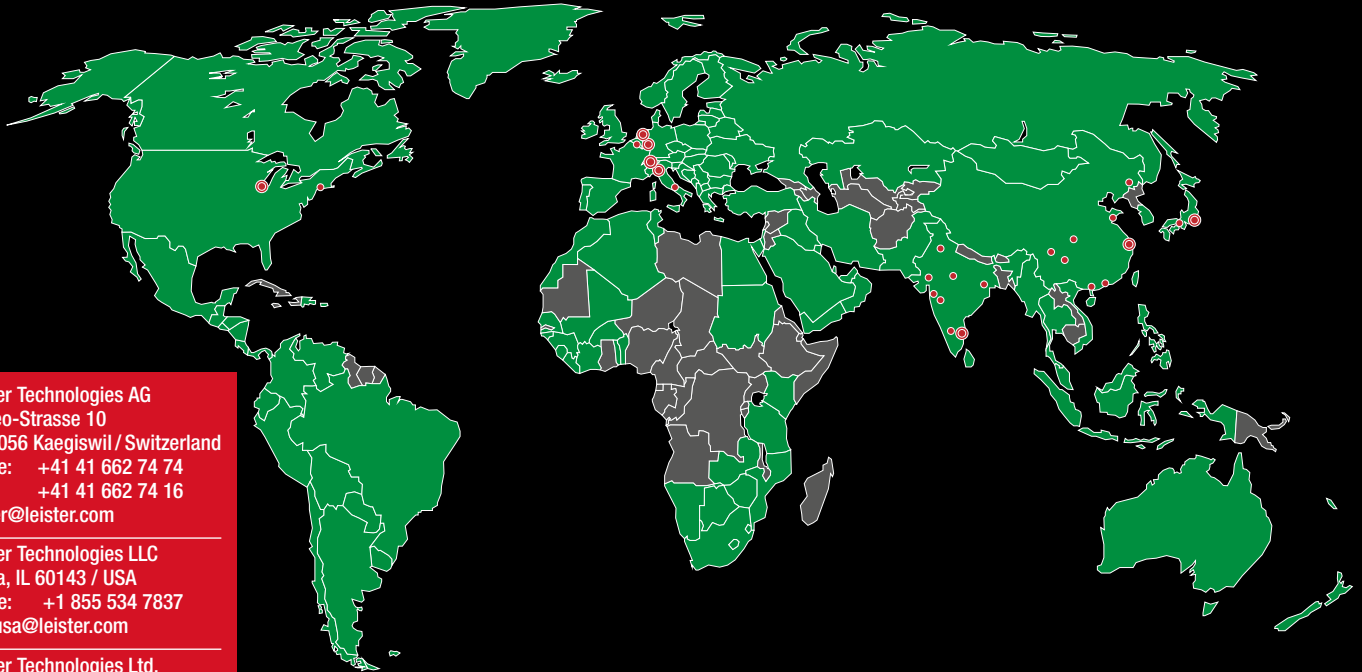 er Technologies AG
eo-Strasse 10
056 Kaegiswil / Switzerland
e: +41 41 662 74 74
+41 41 662 74 16
er@leister.com
er Technologies LLC
a, IL 60143 / USA
e: +1 855 534 7837
usa@leister.com
er Technologies Ltd.